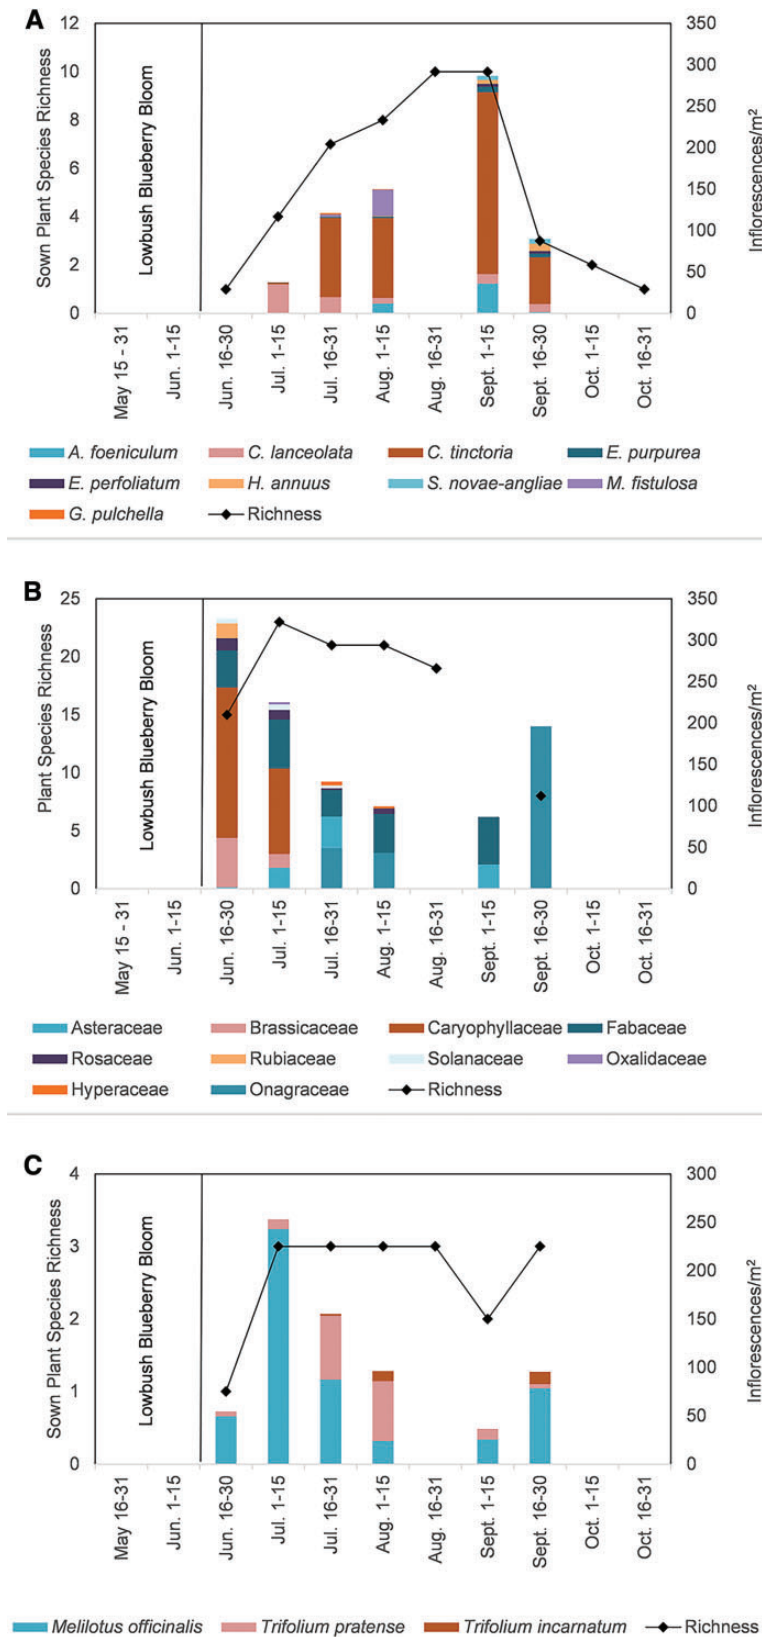 A
Sown Plant Species Richness
12
10
8
6
4
2
0
Lowbush Blueberry Bloom
350
300
250
200
150
100
50
0
Inflorescences/m²
May 15 - 31
Jun. 1-15
Jun. 16-30
Jul. 1-15
Jul. 16-31
Aug. 1-15
Aug. 16-31
Sept. 1-15
Sept. 16-30
Oct. 1-15
Oct. 16-31
A. foeniculum C. lanceolata C. tinctoria E. purpurea
E. perfoliatum H. annuus S. novae-angliae M. fistulosa
G. pulchella Richness
B
Plant Species Richness
25
20
15
10
5
0
Lowbush Blueberry Bloom
350
300
250
200
150
100
50
0
Inflorescences/m²
May 15 - 31
Jun. 1-15
Jun. 16-30
Jul. 1-15
Jul. 16-31
Aug. 1-15
Aug. 16-31
Sept. 1-15
Sept. 16-30
Oct. 1-15
Oct. 16-31
Asteraceae Brassicaceae Caryophyllaceae Fabaceae
Rosaceae Rubiaceae Solanaceae Oxalidaceae
Hyperaceae Onagraceae Richness
C
Sown Plant Species Richness
4
3
2
1
0
Lowbush Blueberry Bloom
300
250
200
150
100
50
0
Inflorescences/m²
May 16-31
Jun. 1-15
Jun. 16-30
Jul. 1-15
Jul. 16-31
Aug. 1-15
Aug. 16-31
Sept. 1-15
Sept. 16-30
Oct. 1-15
Oct. 16-31
Melilotus officinalis Trifolium pratense Trifolium incarnatum Richness